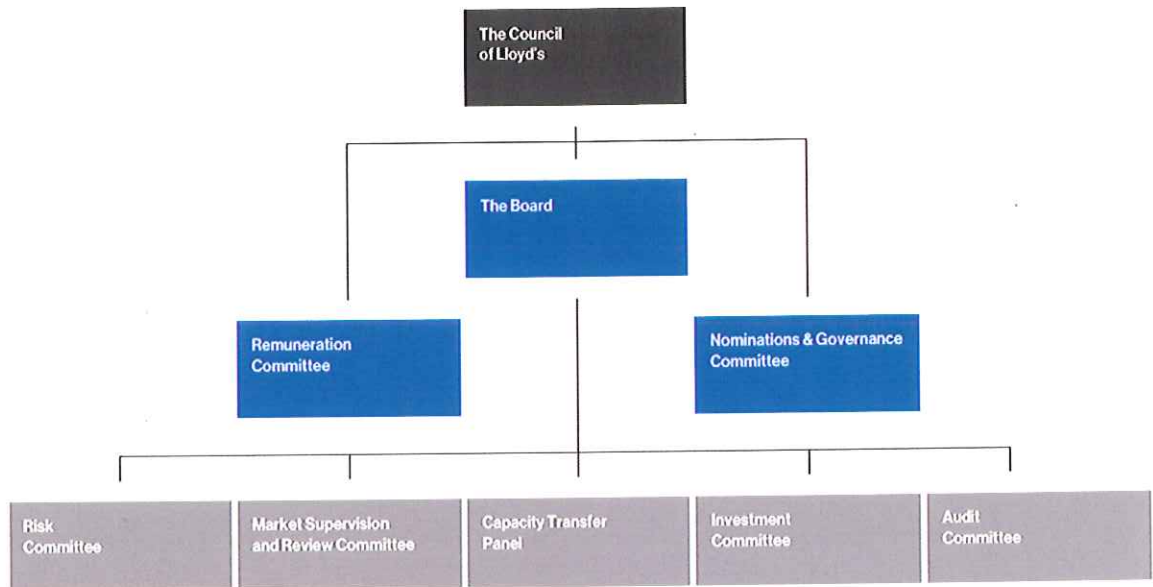 The Council
of Lloyd's
The Board
Remuneration
Committee
Nominations & Governance
Committee
Risk
Committee
Market Supervision
and Review Committee
Capacity Transfer
Panel
Investment
Committee
Audit
Committee